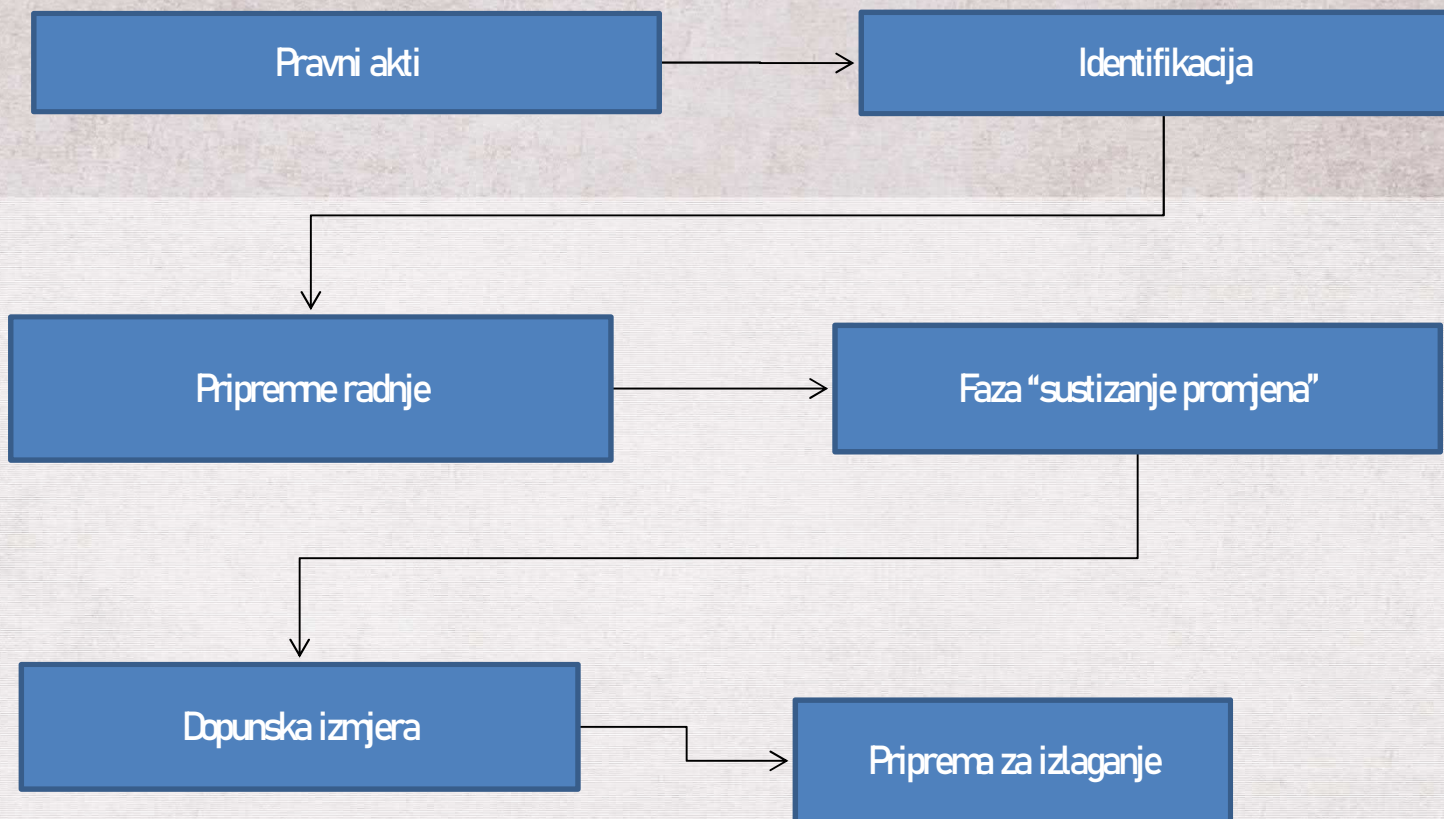 Pravni akti
Identifikacija
Pripremne radnje
Faza “sustizanje promjena”
Dopunska izmjera
Priprema za izlaganje